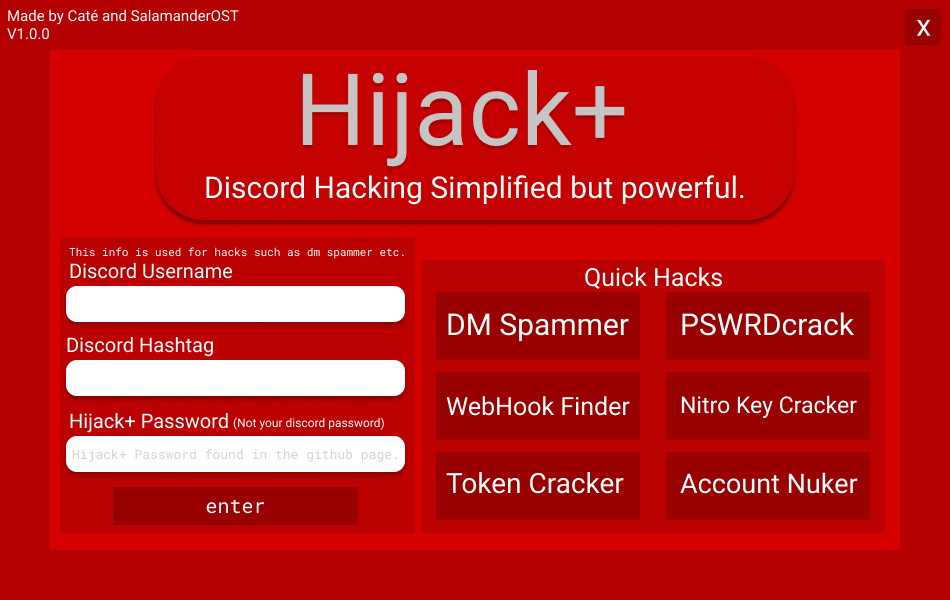 Made by Caté and SalamanderOST
V1.0.0
X
Hijack+
Discord Hacking Simplified but powerful.
This info is used for hacks such as dm spammer etc.
Discord Username
Discord Hashtag
Hijack+ Password (Not your discord password)
Hijack+ Password found in the github page.
enter
Quick Hacks
DM Spammer
PSWRDcrack
WebHook Finder
Nitro Key Cracker
Token Cracker
Account Nuker